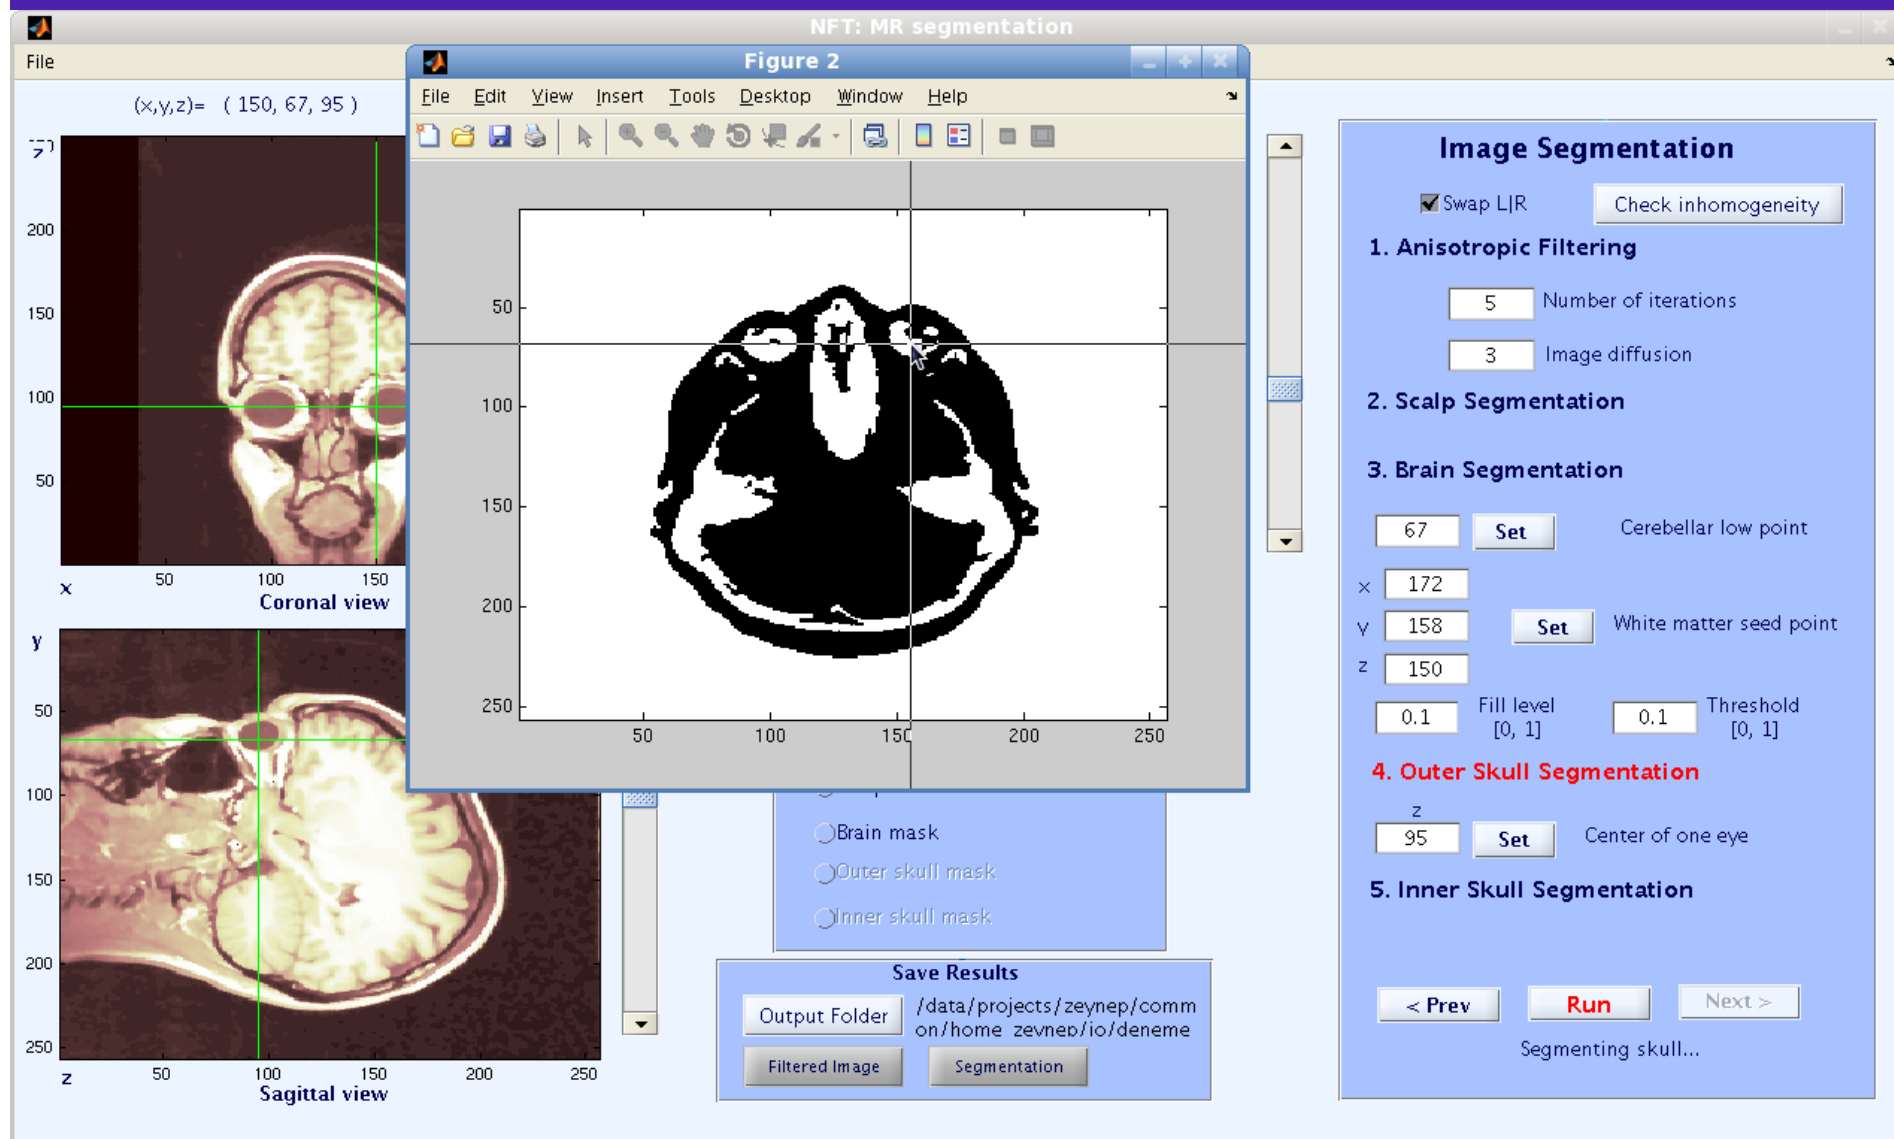 NFT: MR segmentation
File
(x,y,z)= ( 150, 67, 95 )
z
200
150
100
50
50
100
150
x
Coronal view
y
50
100
150
200
250
50
100
150
200
250
z
Sagittal view
Figure 2
File Edit View Insert Tools Desktop Window Help
50
100
150
200
250
50
100
150
200
250
Brain mask
Outer skull mask
Inner skull mask
Save Results
Output Folder
/data/projects/zeynep/comm
on/home_zeynep/io/deneme
Filtered Image
Segmentation
Image Segmentation
Swap L|R
Check inhomogeneity
1. Anisotropic Filtering
5 Number of iterations
3 Image diffusion
2. Scalp Segmentation
3. Brain Segmentation
67 Set Cerebellar low point
x 172
y 158 Set White matter seed point
z 150
0.1 Fill level
[0, 1]
0.1 Threshold
[0, 1]
4. Outer Skull Segmentation
z
95 Set Center of one eye
5. Inner Skull Segmentation
< Prev Run Next >
Segmenting skull...